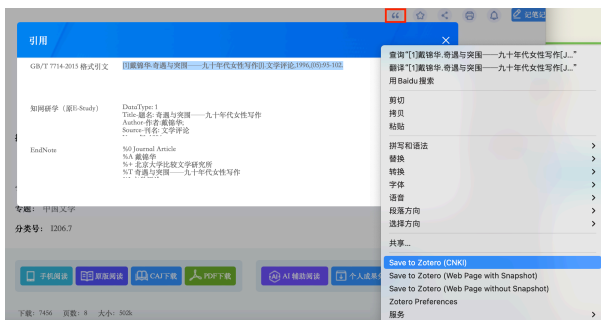 记笔记
引用
GB/T 7714-2015 格式引文
[1]戴锦华.奇遇与突围——九十年代女性写作[J].文学评论,1996,(05):95-102.
知网研学（原E-Study）
DataType: 1
Title-题名: 奇遇与突围——九十年代女性写作
Author-作者:戴锦华;
Source-刊名: 文学评论
EndNote
%0 Journal Article
%A 戴锦华
%+ 北京大学比较文学研究所
%T 奇遇与突围——九十年代女性写作
专题： 中国文学
分类号： I206.7
手机阅读
原版阅读
CAJ下载
PDF下载
AI 辅助阅读
个人成果
下载：7456 页数：8 大小：502k
查询“[1]戴锦华.奇遇与突围——九十年代女性写作[J...”
翻译“[1]戴锦华.奇遇与突围——九十年代女性写作[J...”
用Baidu搜索
剪切
拷贝
粘贴
拼写和语法
替换
转换
字体
语音
段落方向
选择方向
共享...
Save to Zotero (CNKI)
Save to Zotero (Web Page with Snapshot)
Save to Zotero (Web Page without Snapshot)
Zotero Preferences
服务